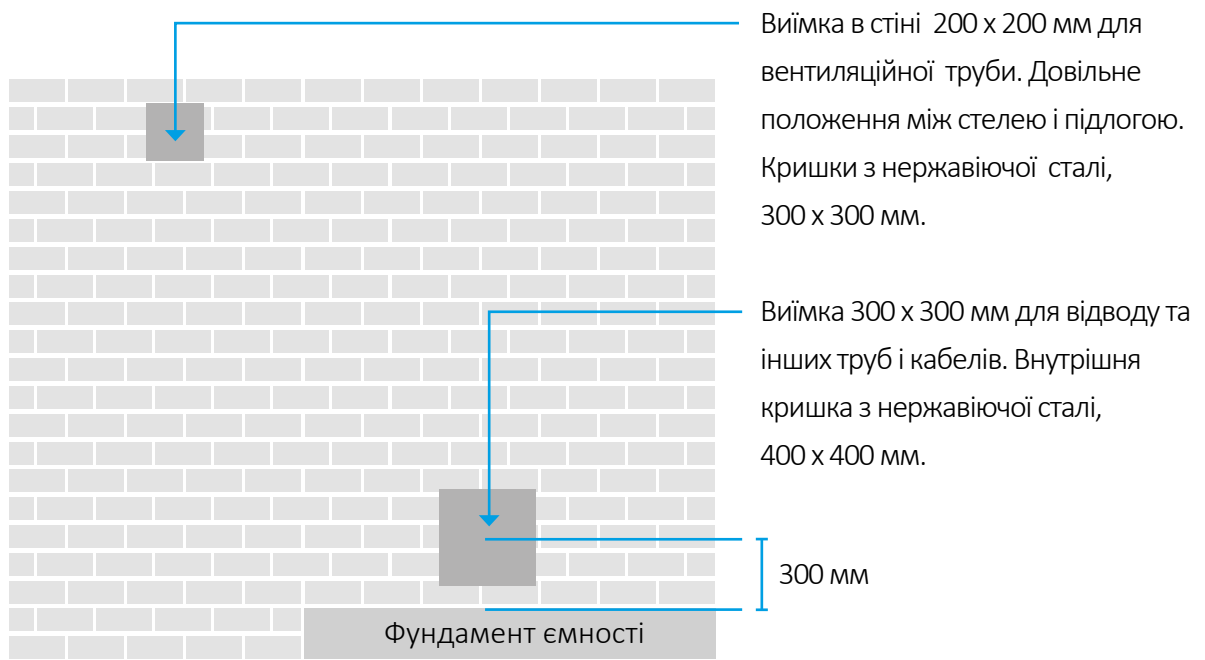 Виїмка в стіні 200 x 200 мм для
вентиляційної труби. Довільне
положення між стелею і підлогою.
Кришки з нержавіючої сталі,
300 x 300 мм.
Виїмка 300 x 300 мм для відводу та
інших труб і кабелів. Внутрішня
кришка з нержавіючої сталі,
400 x 400 мм.
300 мм
Фундамент ємності